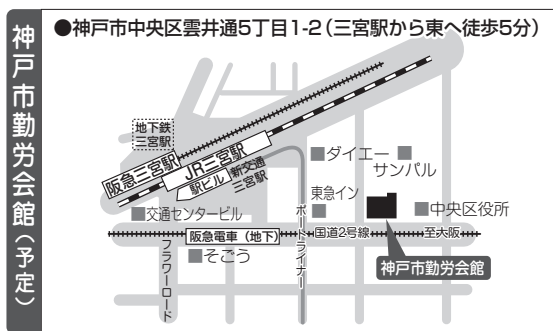 神戸市勤労会館(予定)
●神戸市中央区雲井通5丁目1-2(三宮駅から東へ徒歩5分)
地下鉄
三宮駅
阪急三宮駅
JR三宮駅
駅ビル
新交通
三宮駅
■ダイエー
■サンパル
東急イン
■交通センタービル
■中央区役所
阪急電車(地下)
国道2号線
至大阪
フラワーロード
■そごう
ポートライナー
神戸市勤労会館